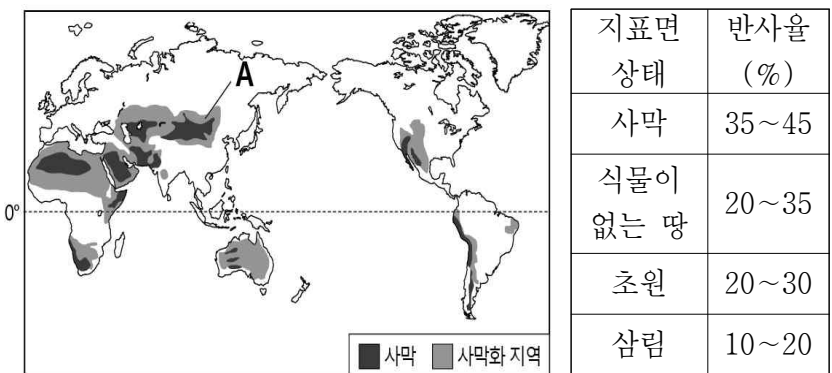 A
0°
사막 사막화 지역
지표면 상태 반사율 (%)
사막 35~45
식물이 없는 땅 20~35
초원 20~30
삼림 10~20